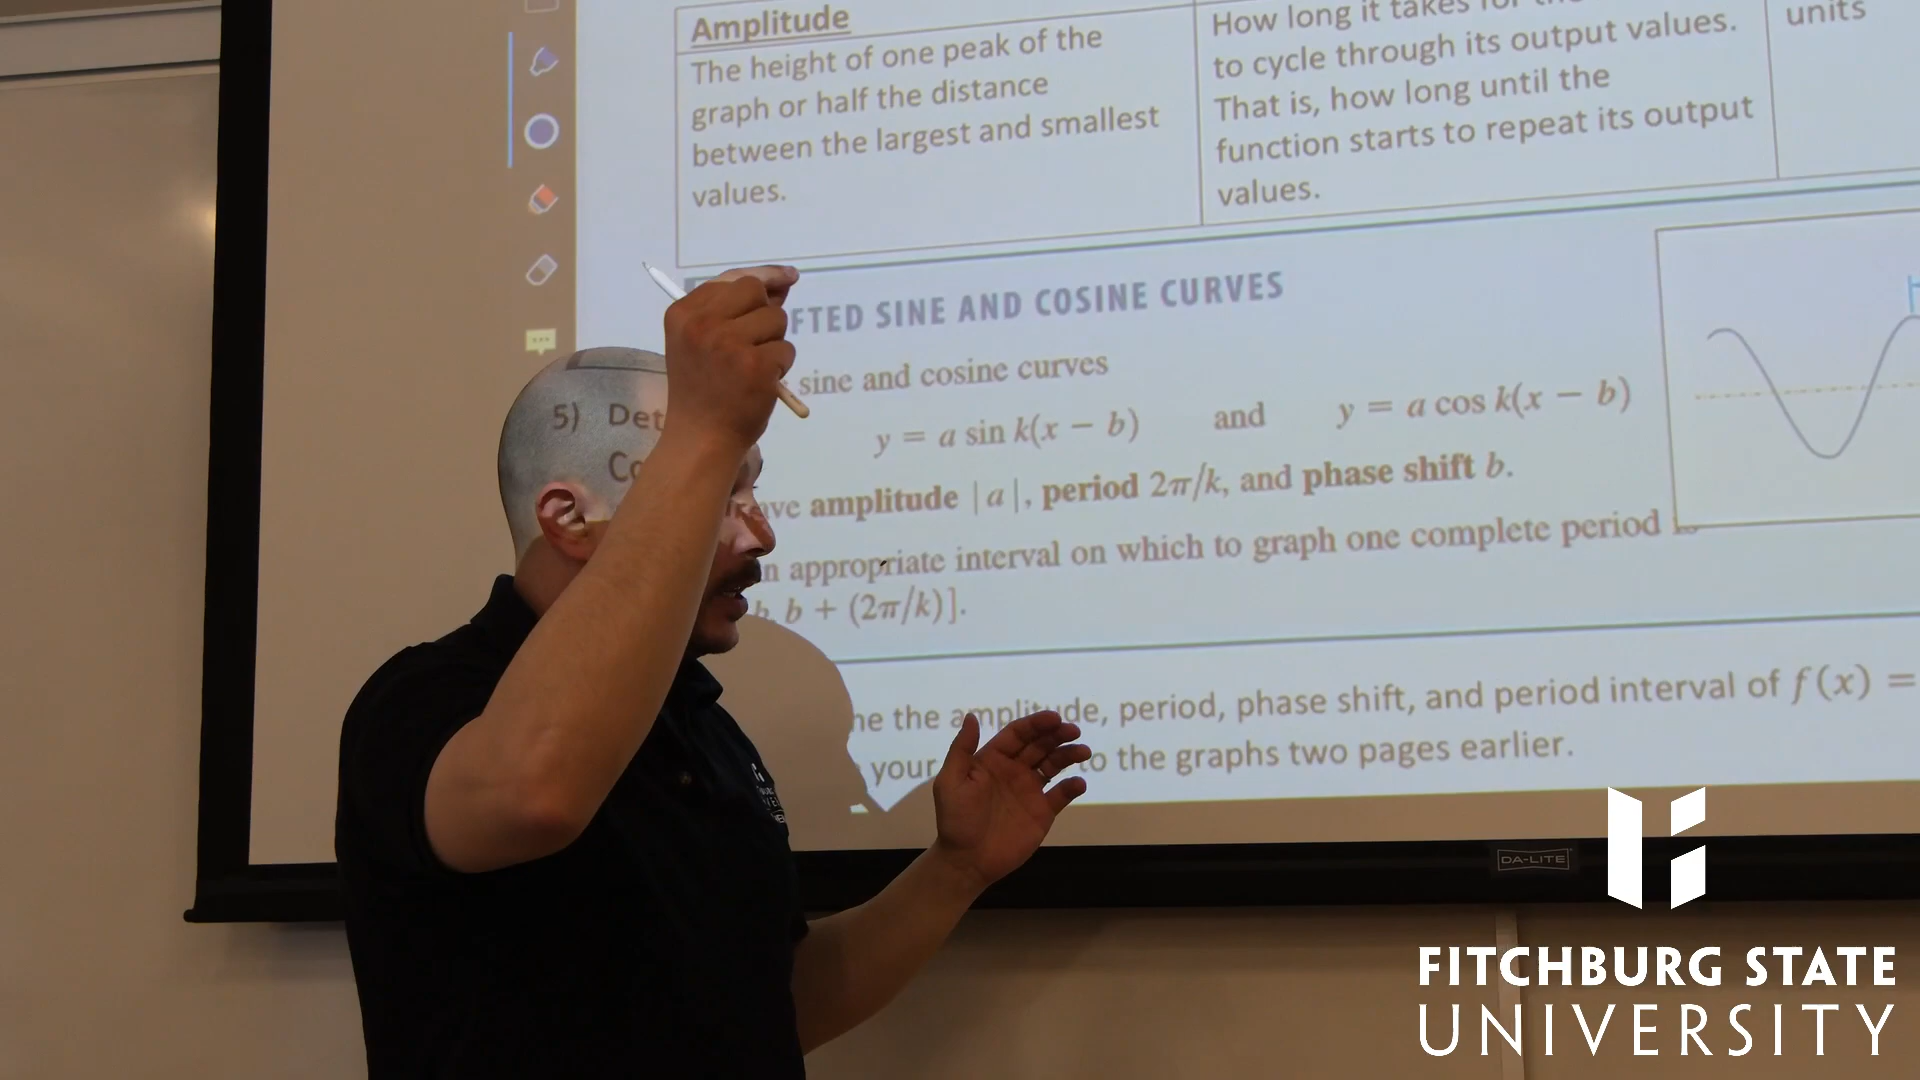 Amplitude
The height of one peak of the
graph or half the distance
between the largest and smallest
values.
How long it takes
to cycle through its output values.
That is, how long until the
function starts to repeat its output
values.
units
FTED SINE AND COSINE CURVES
sine and cosine curves
y = a sin k(x − b) and y = a cos k(x − b)
ave amplitude |a|, period 2π/k, and phase shift b.
n appropriate interval on which to graph one complete period
b, b + (2π/k)].
5) Det
Co
ne the amplitude, period, phase shift, and period interval of f(x) =
your to the graphs two pages earlier.
DA-LITE
FITCHBURG STATE
UNIVERSITY